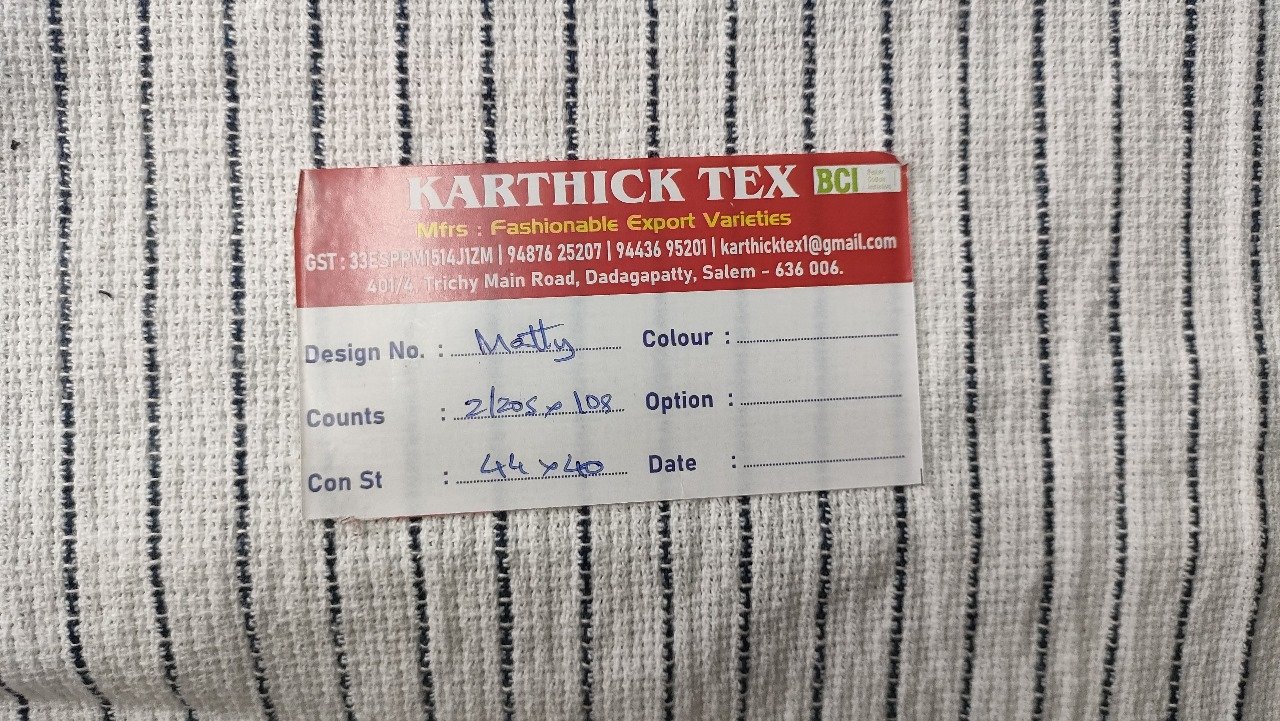 KARTHICK TEX BCI
Mfrs : Fashionable Export Varieties
GST : 33ESPPM1514J1ZM | 94876 25207 | 94436 95201 | karthicktex1@gmail.com
401/4, Trichy Main Road, Dadagapatty, Salem - 636 006.
Design No. : Matty Colour :
Counts : 2/20s x 10s Option :
Con St : 44 x 40 Date :